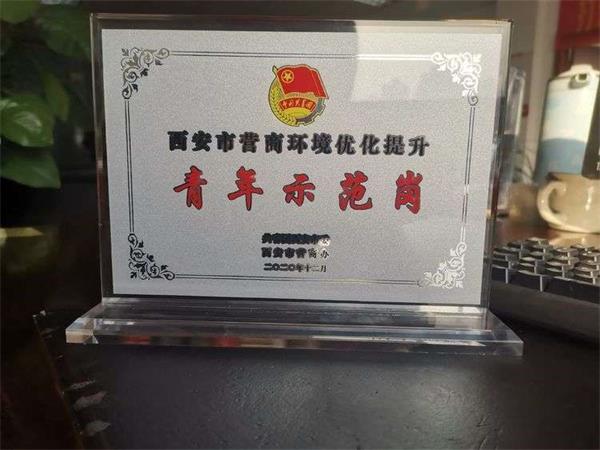 西安市营商环境优化提升
青年示范岗
西安市营商办
二〇二〇年十二月